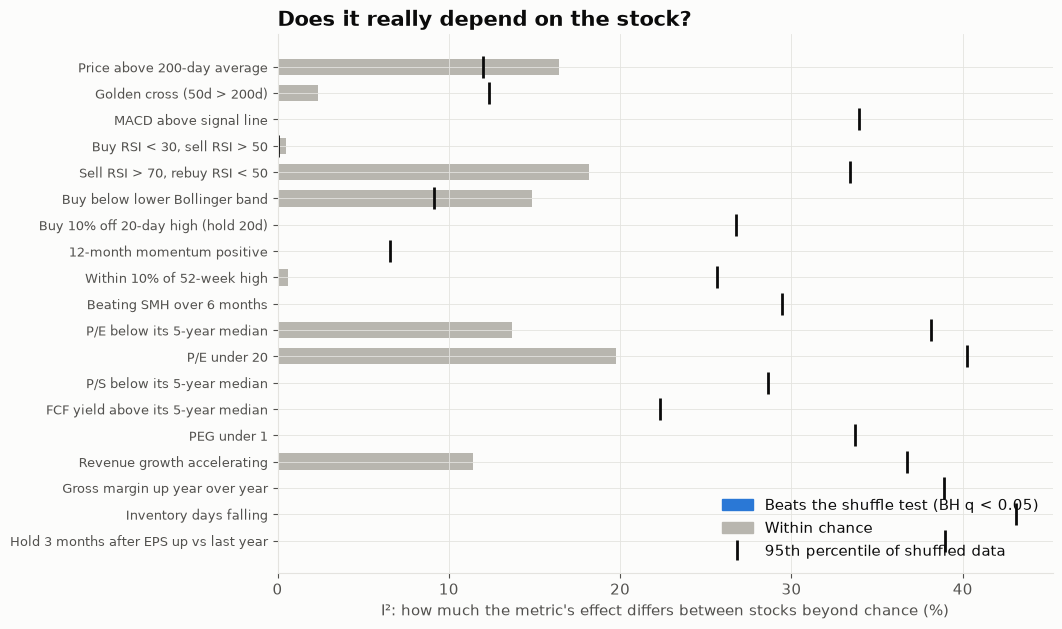 Does it really depend on the stock?
Price above 200-day average
Golden cross (50d > 200d)
MACD above signal line
Buy RSI < 30, sell RSI > 50
Sell RSI > 70, rebuy RSI < 50
Buy below lower Bollinger band
Buy 10% off 20-day high (hold 20d)
12-month momentum positive
Within 10% of 52-week high
Beating SMH over 6 months
P/E below its 5-year median
P/E under 20
P/S below its 5-year median
FCF yield above its 5-year median
PEG under 1
Revenue growth accelerating
Gross margin up year over year
Inventory days falling
Hold 3 months after EPS up vs last year
Beats the shuffle test (BH q < 0.05)
Within chance
95th percentile of shuffled data
0 10 20 30 40
I²: how much the metric's effect differs between stocks beyond chance (%)